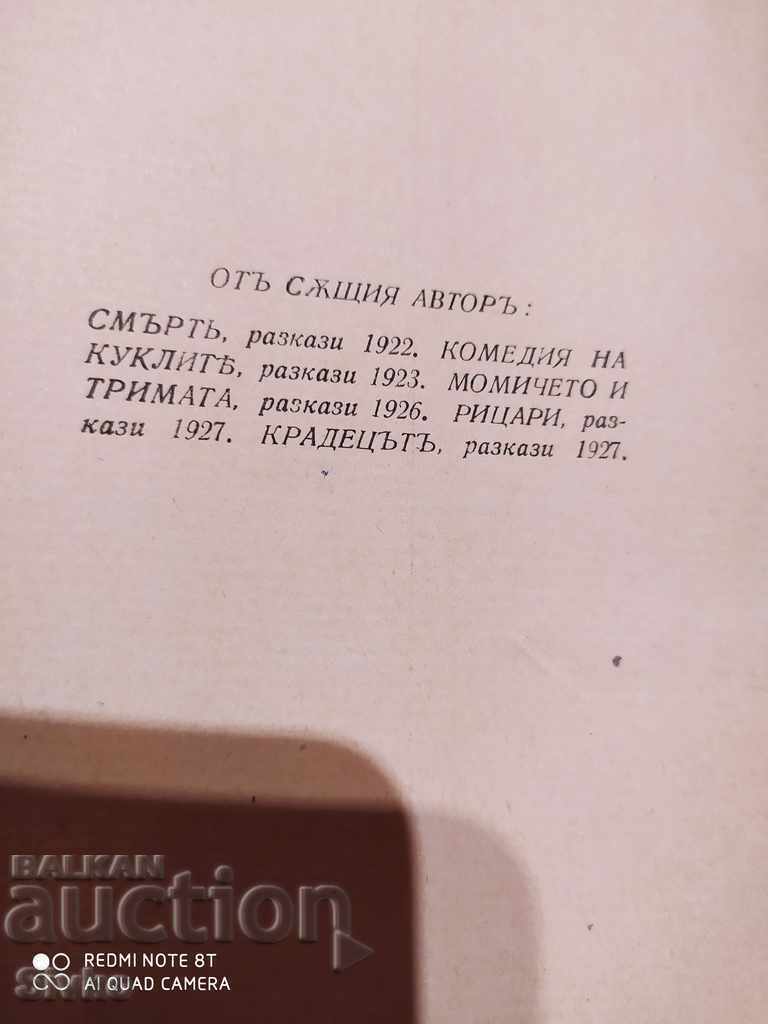 ОТЪ СѪЩИЯ АВТОРЪ:
СМЪРТЬ, разкази 1922. КОМЕДИЯ НА
КУКЛИТѢ, разкази 1923. МОМИЧЕТО И
ТРИМАТА, разкази 1926. РИЦАРИ, раз-
кази 1927. КРАДЕЦЪТЪ, разкази 1927.
BALKAN
auction
REDMI NOTE 8T
AI QUAD CAMERA